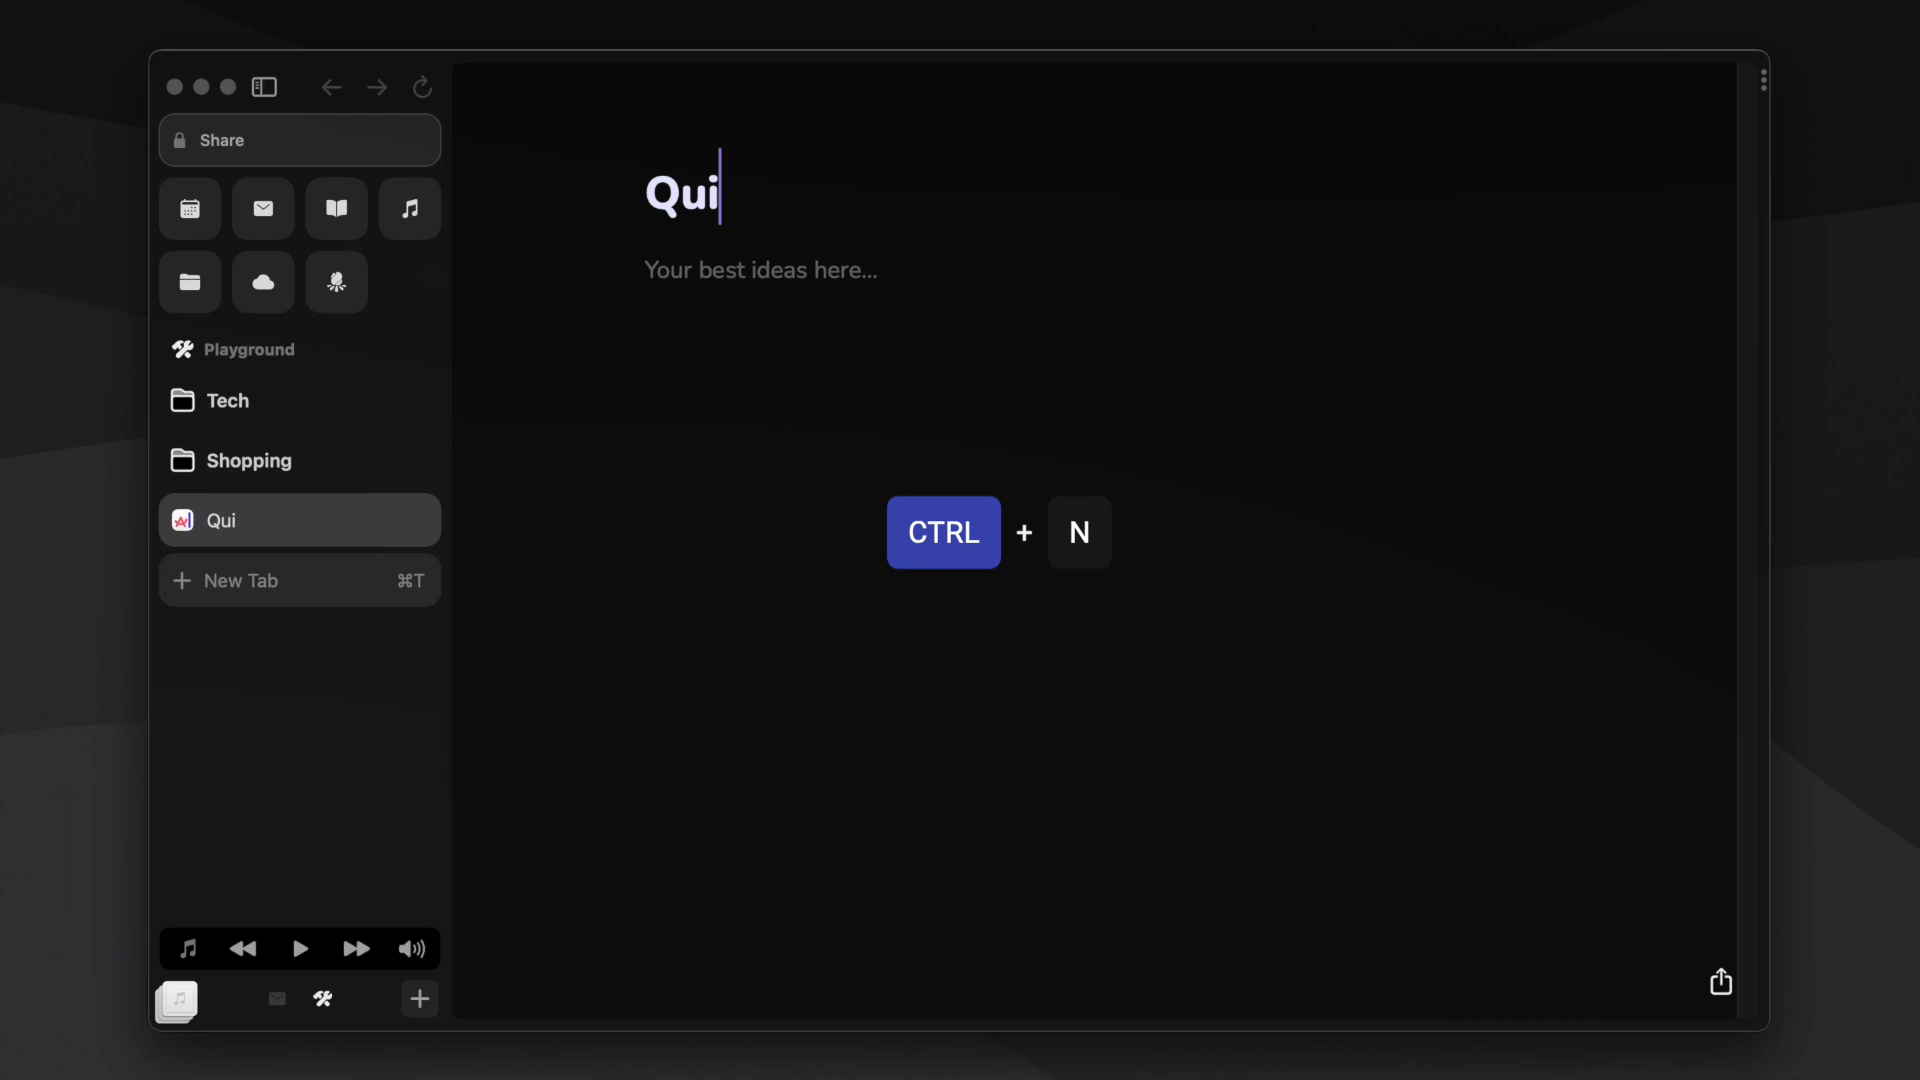 Share
Playground
Tech
Shopping
Qui
New Tab ⌘T
Qui
Your best ideas here...
CTRL + N